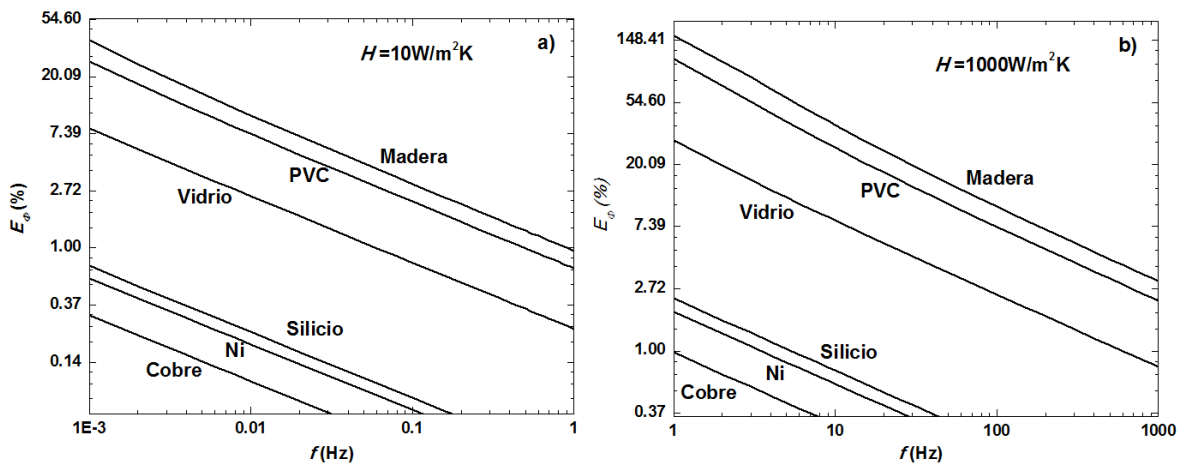 a)
H=10W/m²K
54.60
20.09
7.39
2.72
1.00
0.37
0.14
E_Φ (%)
Madera
PVC
Vidrio
Silicio
Ni
Cobre
1E-3 0.01 0.1 1
f (Hz)
b)
H=1000W/m²K
148.41
54.60
20.09
7.39
2.72
1.00
0.37
E_Φ (%)
Madera
PVC
Vidrio
Silicio
Ni
Cobre
1 10 100 1000
f (Hz)